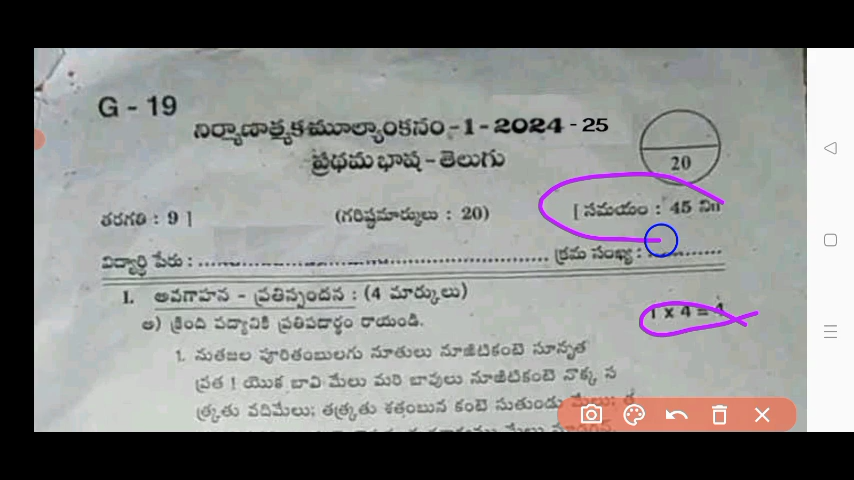 G - 19
నిర్మాణాత్మక మూల్యాంకనం - 1 - 2024 - 25
ప్రథమ భాష - తెలుగు
20
తరగతి : 9 ]
(గరిష్ఠమార్కులు : 20)
[ సమయం : 45 ని॥
విద్యార్థి పేరు : ............................................ క్రమ సంఖ్య : ............
I. అవగాహన - ప్రతిస్పందన : (4 మార్కులు)
అ) క్రింది పద్యానికి ప్రతిపదార్థం రాయండి.
1 x 4 = 4
1. నుతజల పూరితంబులగు నూతులు నూఱిటికంటె సూనృత
వ్రత ! యొక బావి మేలు మఱి బావులు నూఱిటికంటె నొక్క స
త్క్రతు వదిమేలు; తత్క్రతు శతంబున కంటె సుతుండు మేలు; త